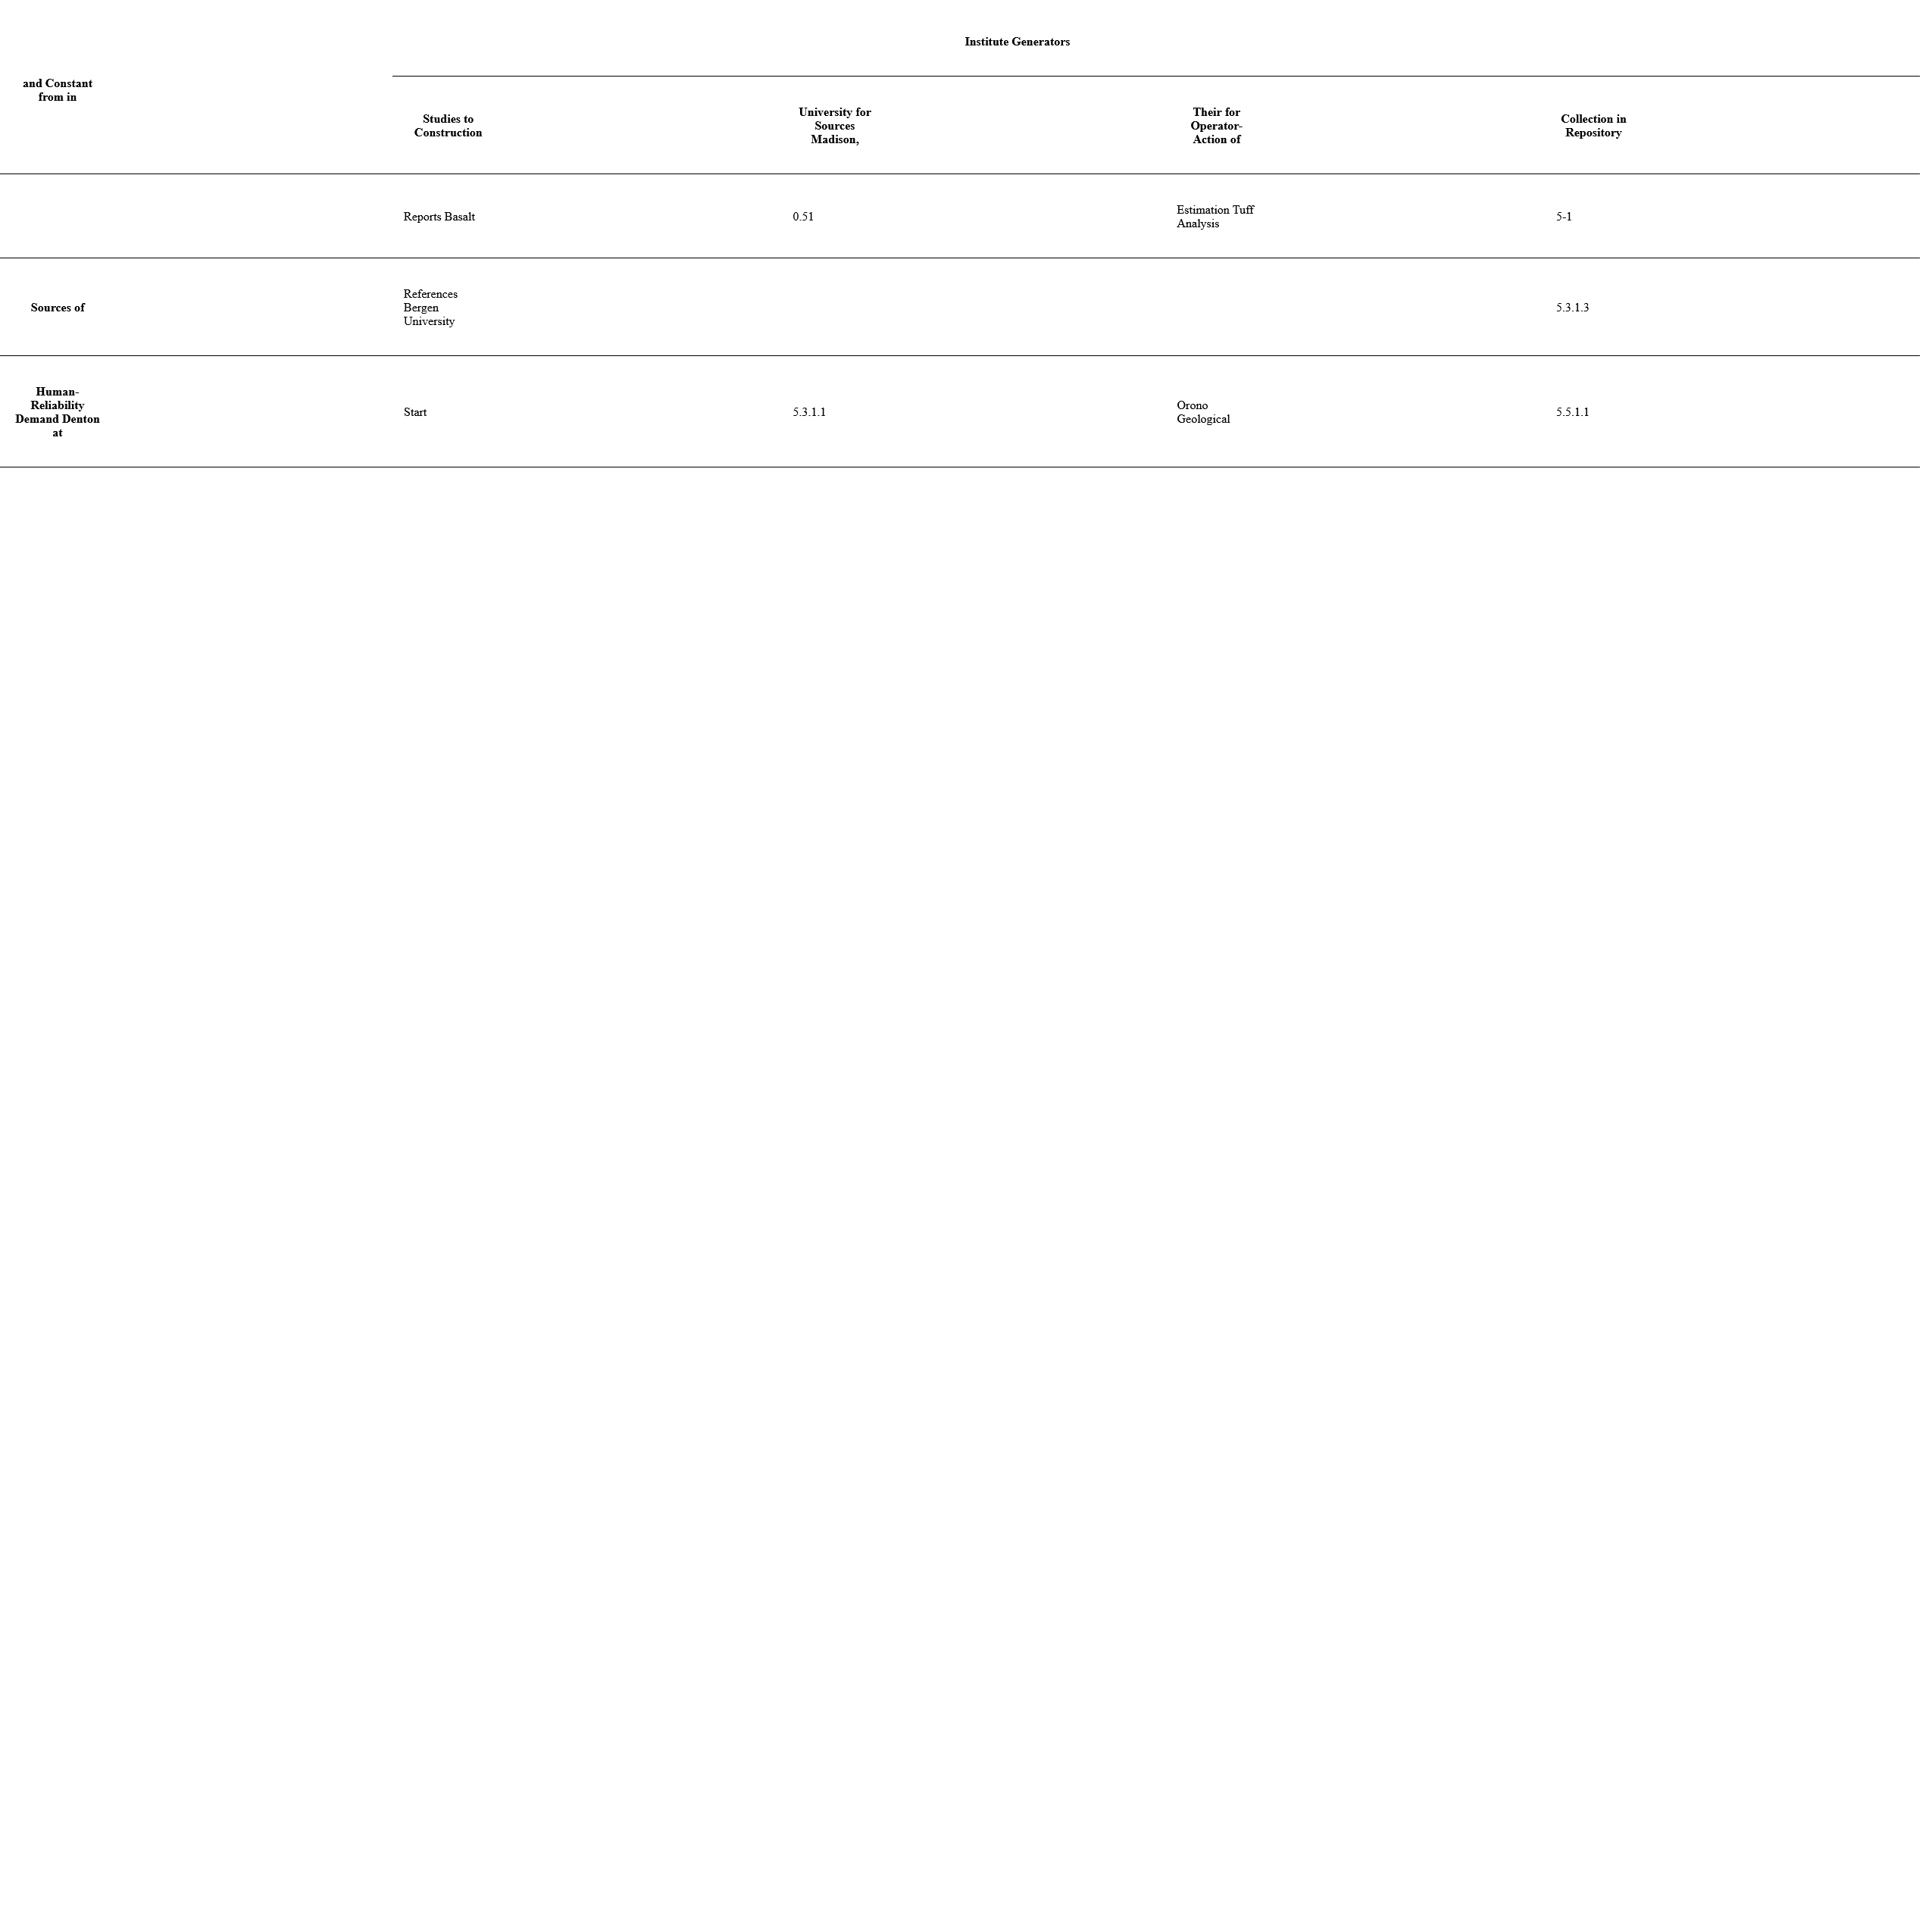 Institute Generators
and Constant
from in
Studies to
Construction
University for
Sources
Madison,
Their for
Operator-
Action of
Collection in
Repository
Reports Basalt
0.51
Estimation Tuff
Analysis
5-1
Sources of
References
Bergen
University
5.3.1.3
Human-
Reliability
Demand Denton
at
Start
5.3.1.1
Orono
Geological
5.5.1.1